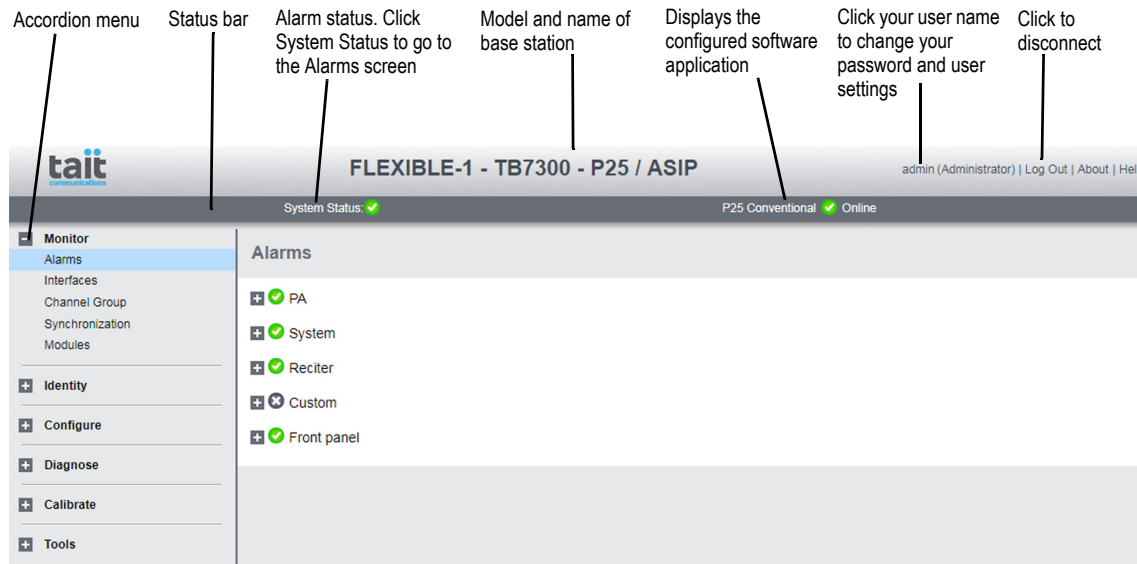 Accordion menu
Status bar
Alarm status. Click
System Status to go to
the Alarms screen
Model and name of
base station
Displays the
configured software
application
Click your user name
to change your
password and user
settings
Click to
disconnect
tait
communications
FLEXIBLE-1 - TB7300 - P25 / ASIP
admin (Administrator) | Log Out | About | Hel
System Status:
P25 Conventional Online
Monitor
Alarms
Interfaces
Channel Group
Synchronization
Modules
Identity
Configure
Diagnose
Calibrate
Tools
Alarms
PA
System
Reciter
Custom
Front panel